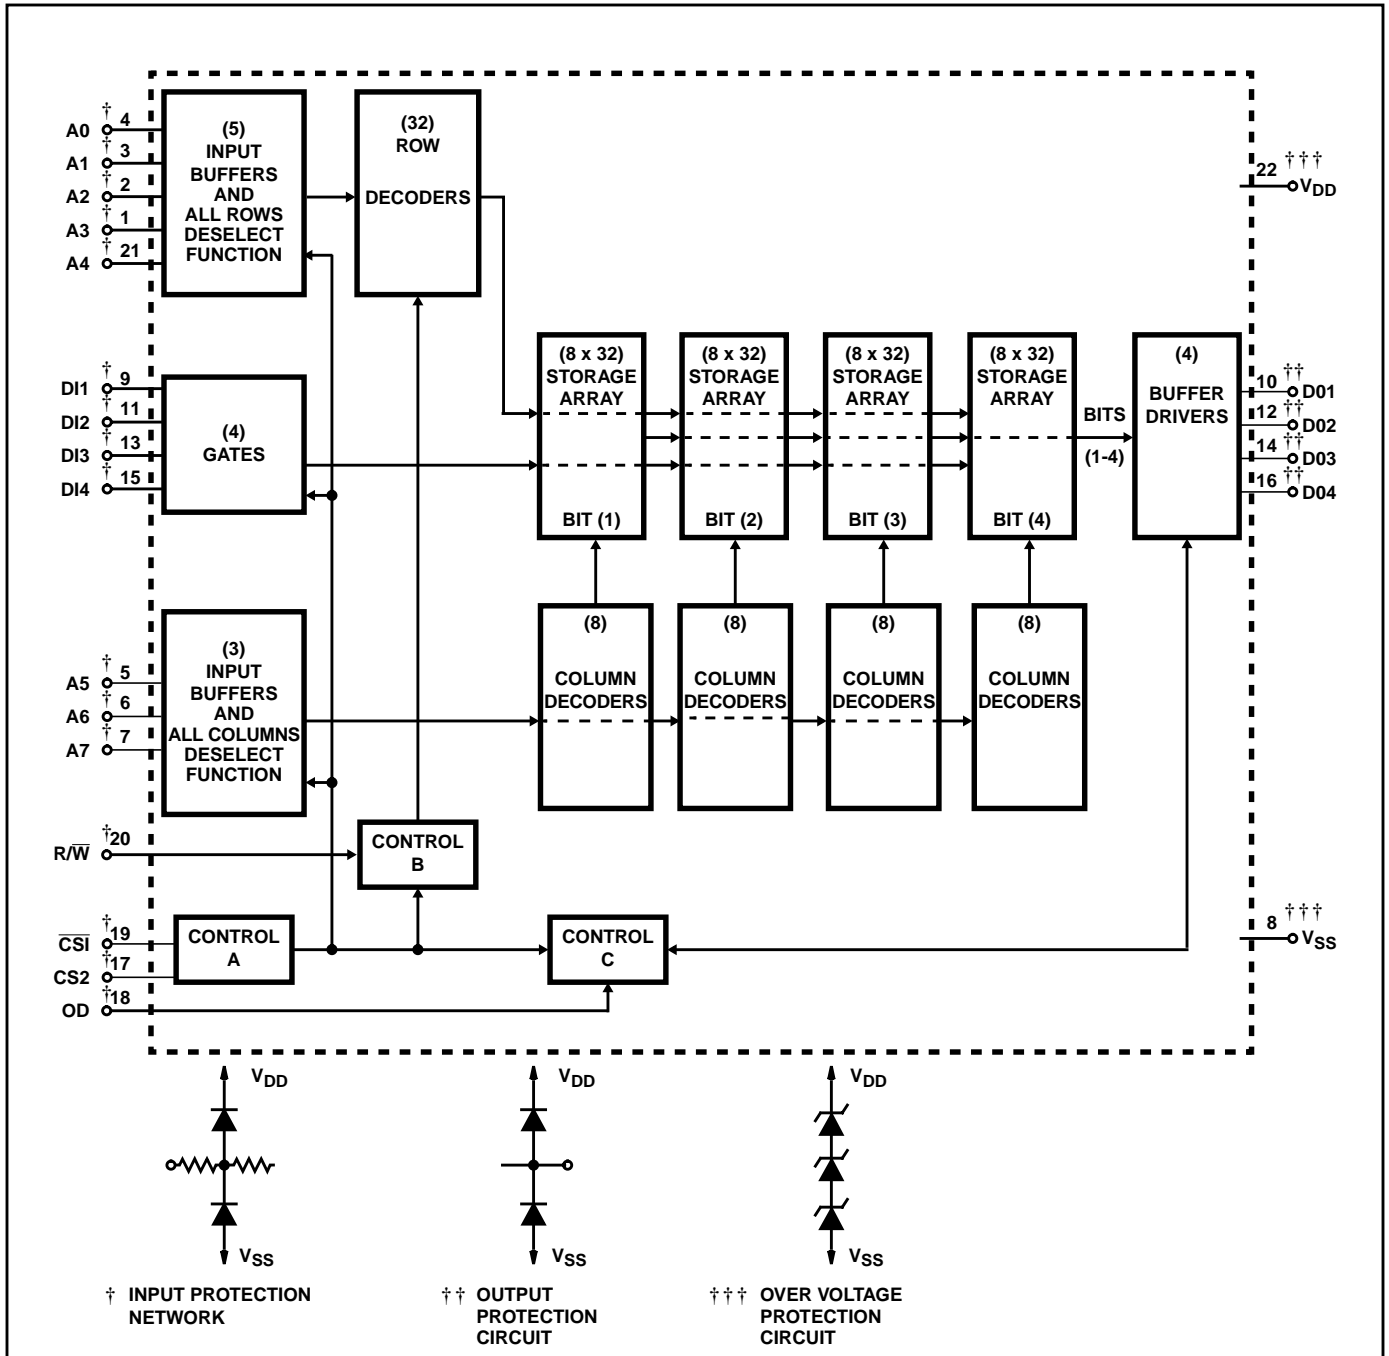 A0 † 4
A1 † 3
A2 † 2
A3 † 1
A4 † 21
(5)
INPUT
BUFFERS
AND
ALL ROWS
DESELECT
FUNCTION
(32)
ROW
DECODERS
22 †††
VDD
DI1 † 9
DI2 † 11
DI3 † 13
DI4 † 15
(4)
GATES
(8 x 32)
STORAGE
ARRAY
BIT (1)
(8 x 32)
STORAGE
ARRAY
BIT (2)
(8 x 32)
STORAGE
ARRAY
BIT (3)
(8 x 32)
STORAGE
ARRAY
BIT (4)
BITS
(1-4)
(4)
BUFFER
DRIVERS
10 †† D01
12 †† D02
14 †† D03
16 †† D04
A5 † 5
A6 † 6
A7 † 7
(3)
INPUT
BUFFERS
AND
ALL COLUMNS
DESELECT
FUNCTION
(8)
COLUMN
DECODERS
(8)
COLUMN
DECODERS
(8)
COLUMN
DECODERS
(8)
COLUMN
DECODERS
R/W̅ † 20
CONTROL
B
C̅S̅I̅ † 19
CS2 † 17
OD † 18
CONTROL
A
CONTROL
C
8 †††
VSS
VDD
VSS
† INPUT PROTECTION
NETWORK
VDD
VSS
†† OUTPUT
PROTECTION
CIRCUIT
VDD
VSS
††† OVER VOLTAGE
PROTECTION
CIRCUIT